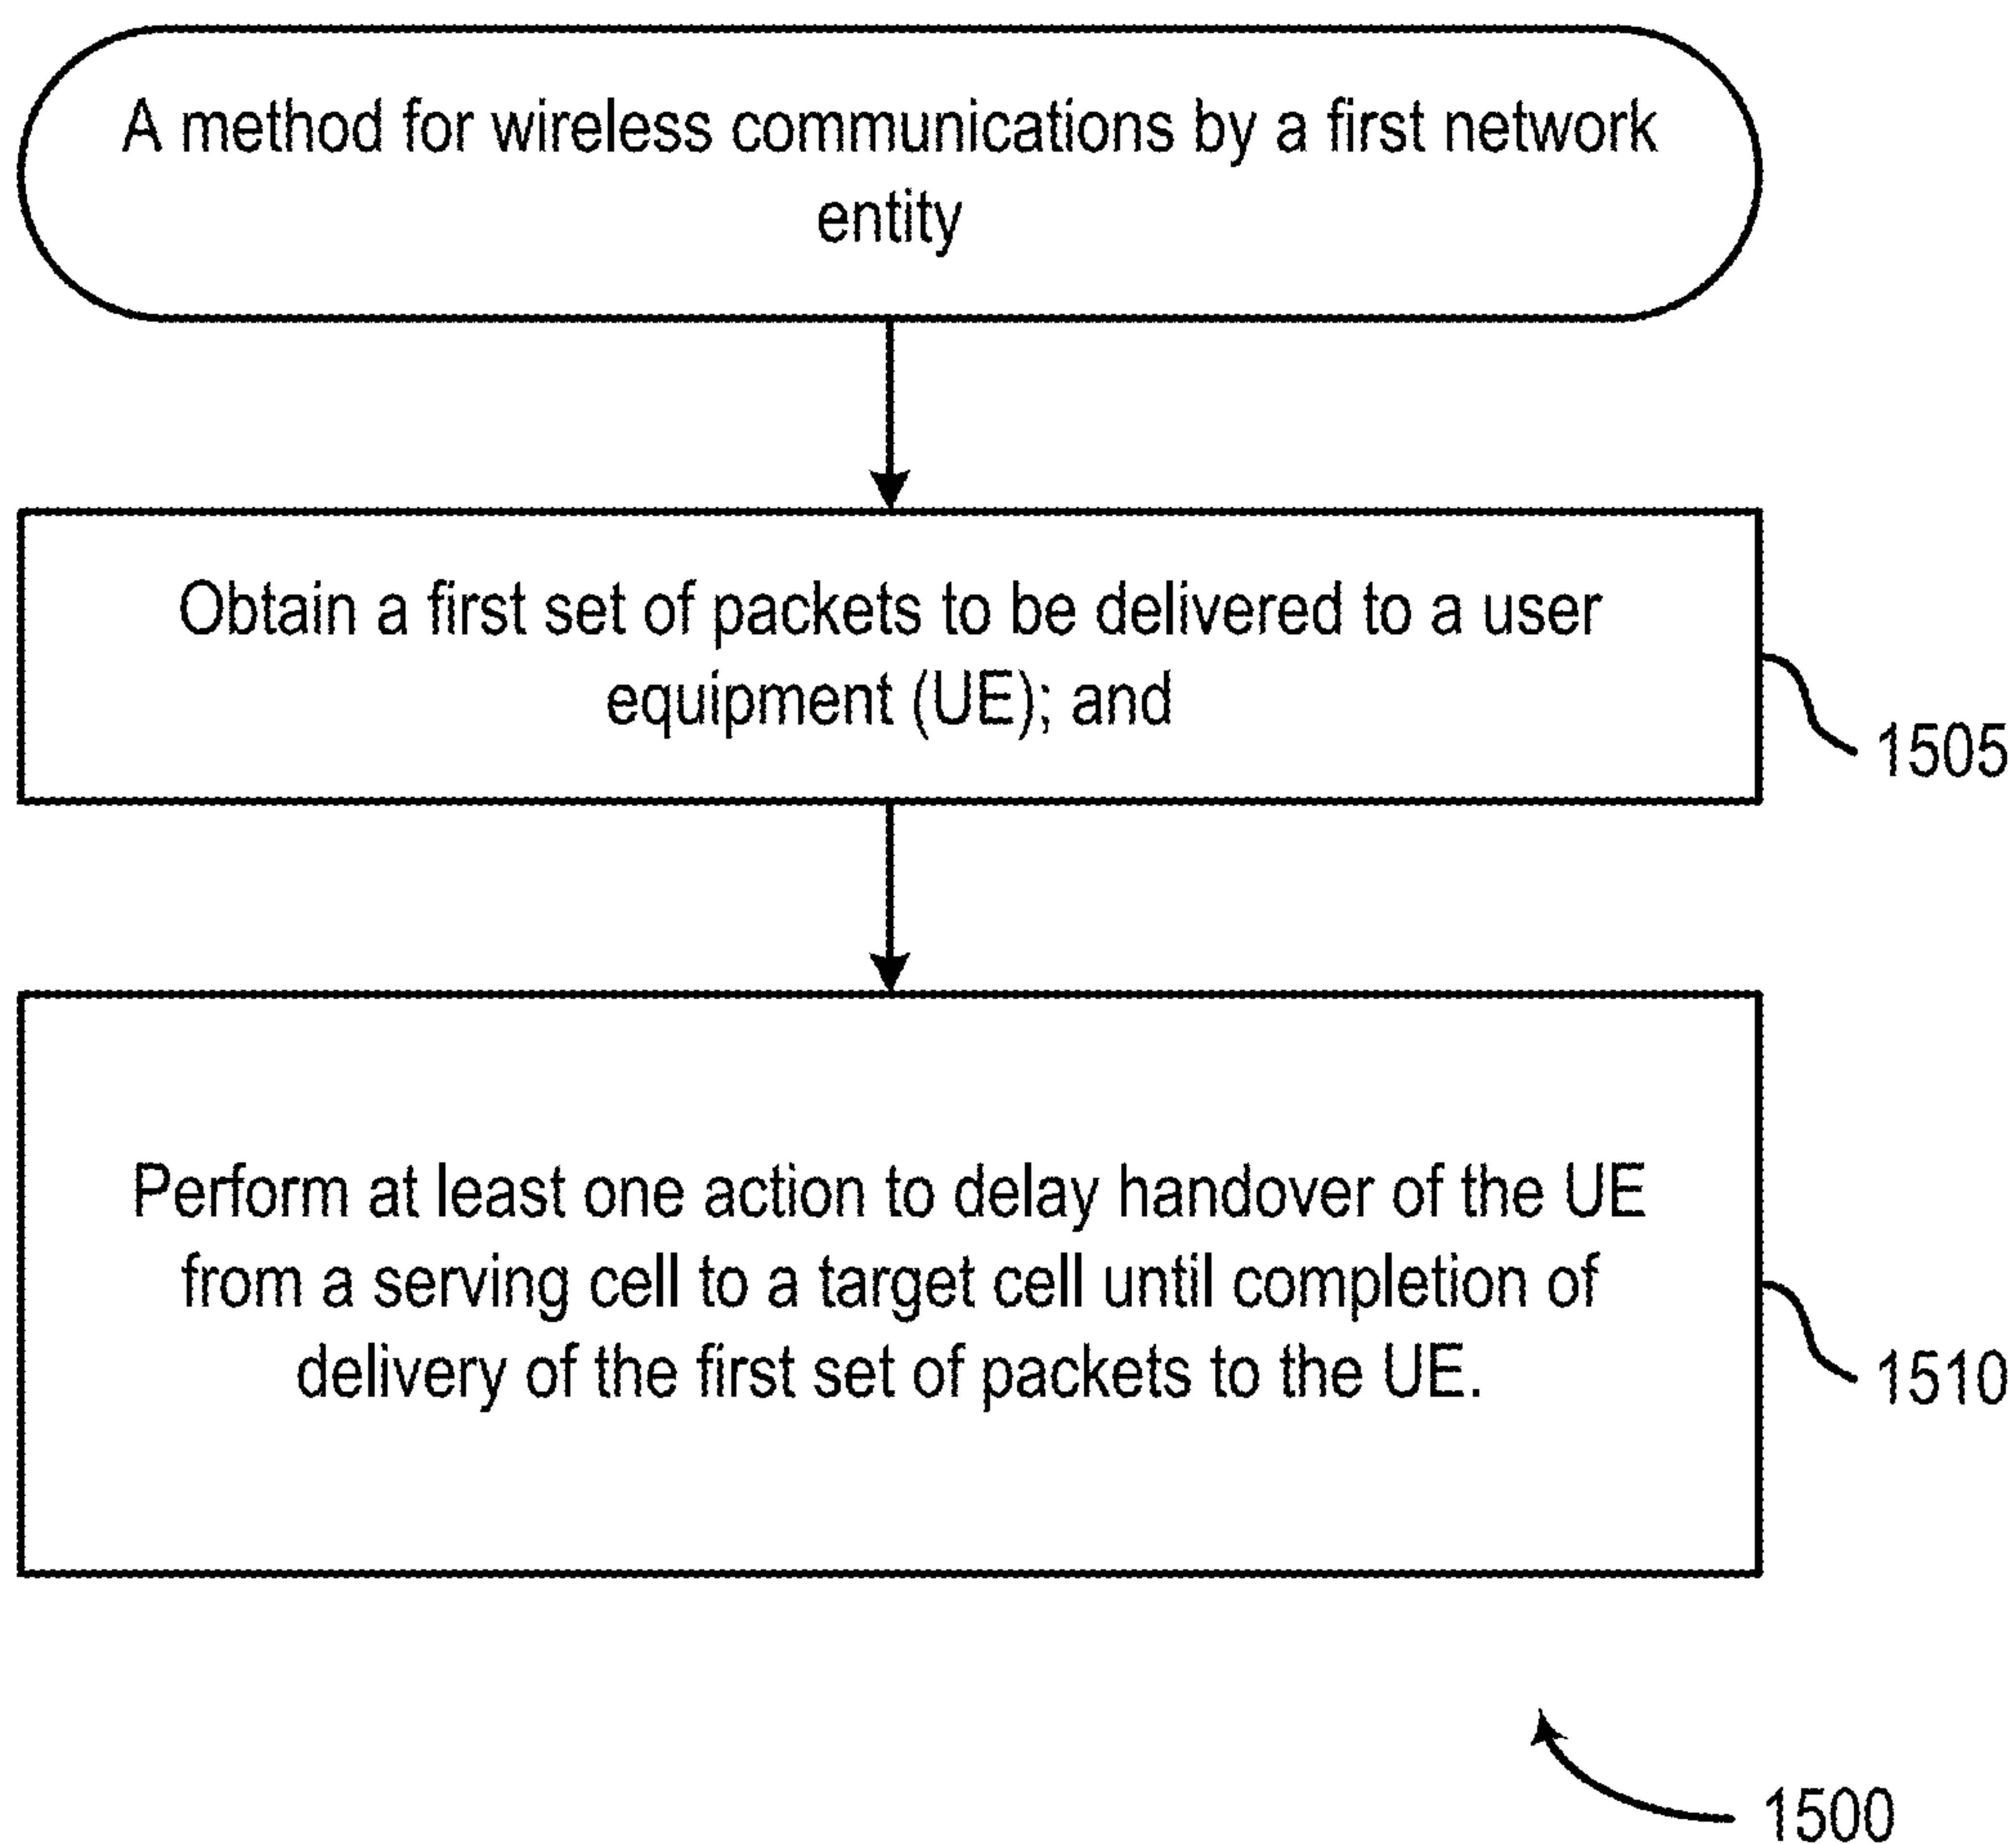 A method for wireless communications by a first network
entity
Obtain a first set of packets to be delivered to a user
equipment (UE); and
1505
Perform at least one action to delay handover of the UE
from a serving cell to a target cell until completion of
delivery of the first set of packets to the UE.
1510
1500